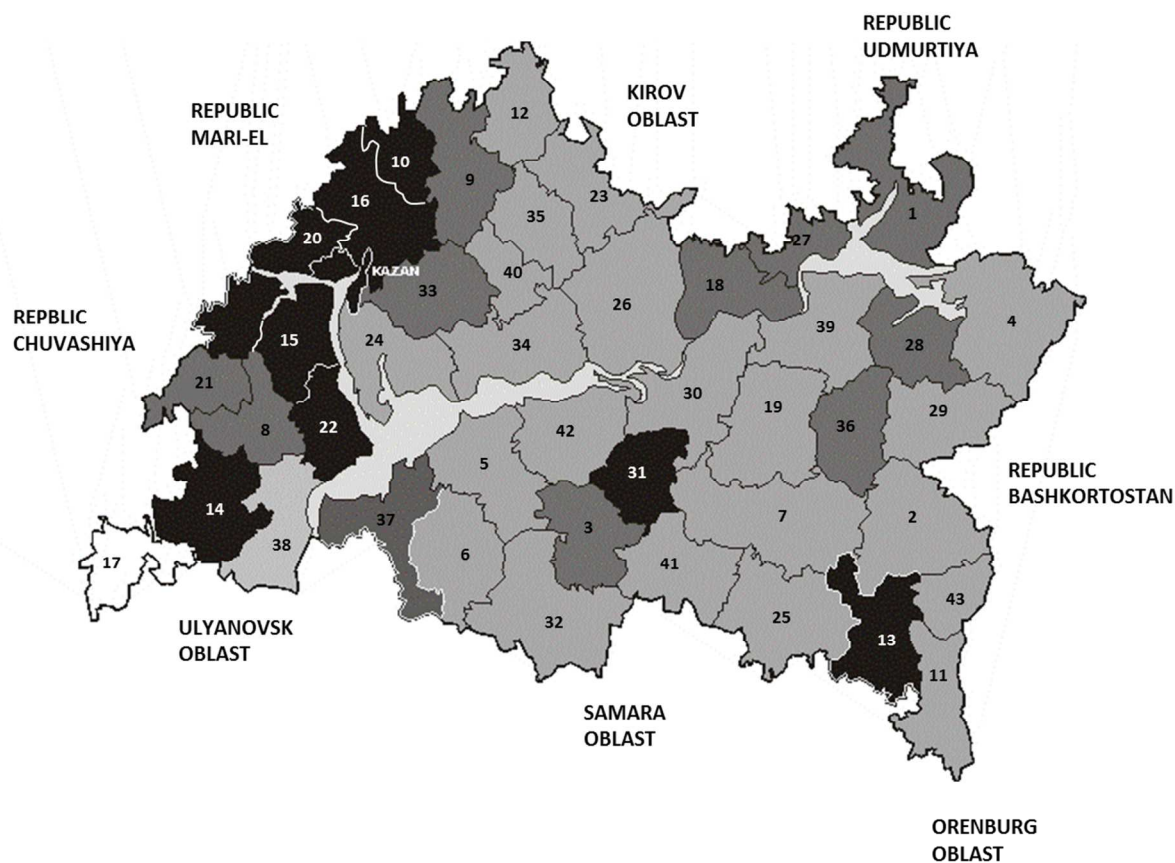 REPUBLIC
UDMURTIYA
KIROV
OBLAST
REPUBLIC
MARI-EL
12
10
9
16
23
35
1
20
27
KAZAN
40
33
18
26
4
REPBLIC
CHUVASHIYA
15
24
34
39
28
21
30
19
29
8
22
42
36
5
31
REPUBLIC
BASHKORTOSTAN
14
37
3
7
2
38
6
41
17
43
25
32
13
ULYANOVSK
OBLAST
11
SAMARA
OBLAST
ORENBURG
OBLAST